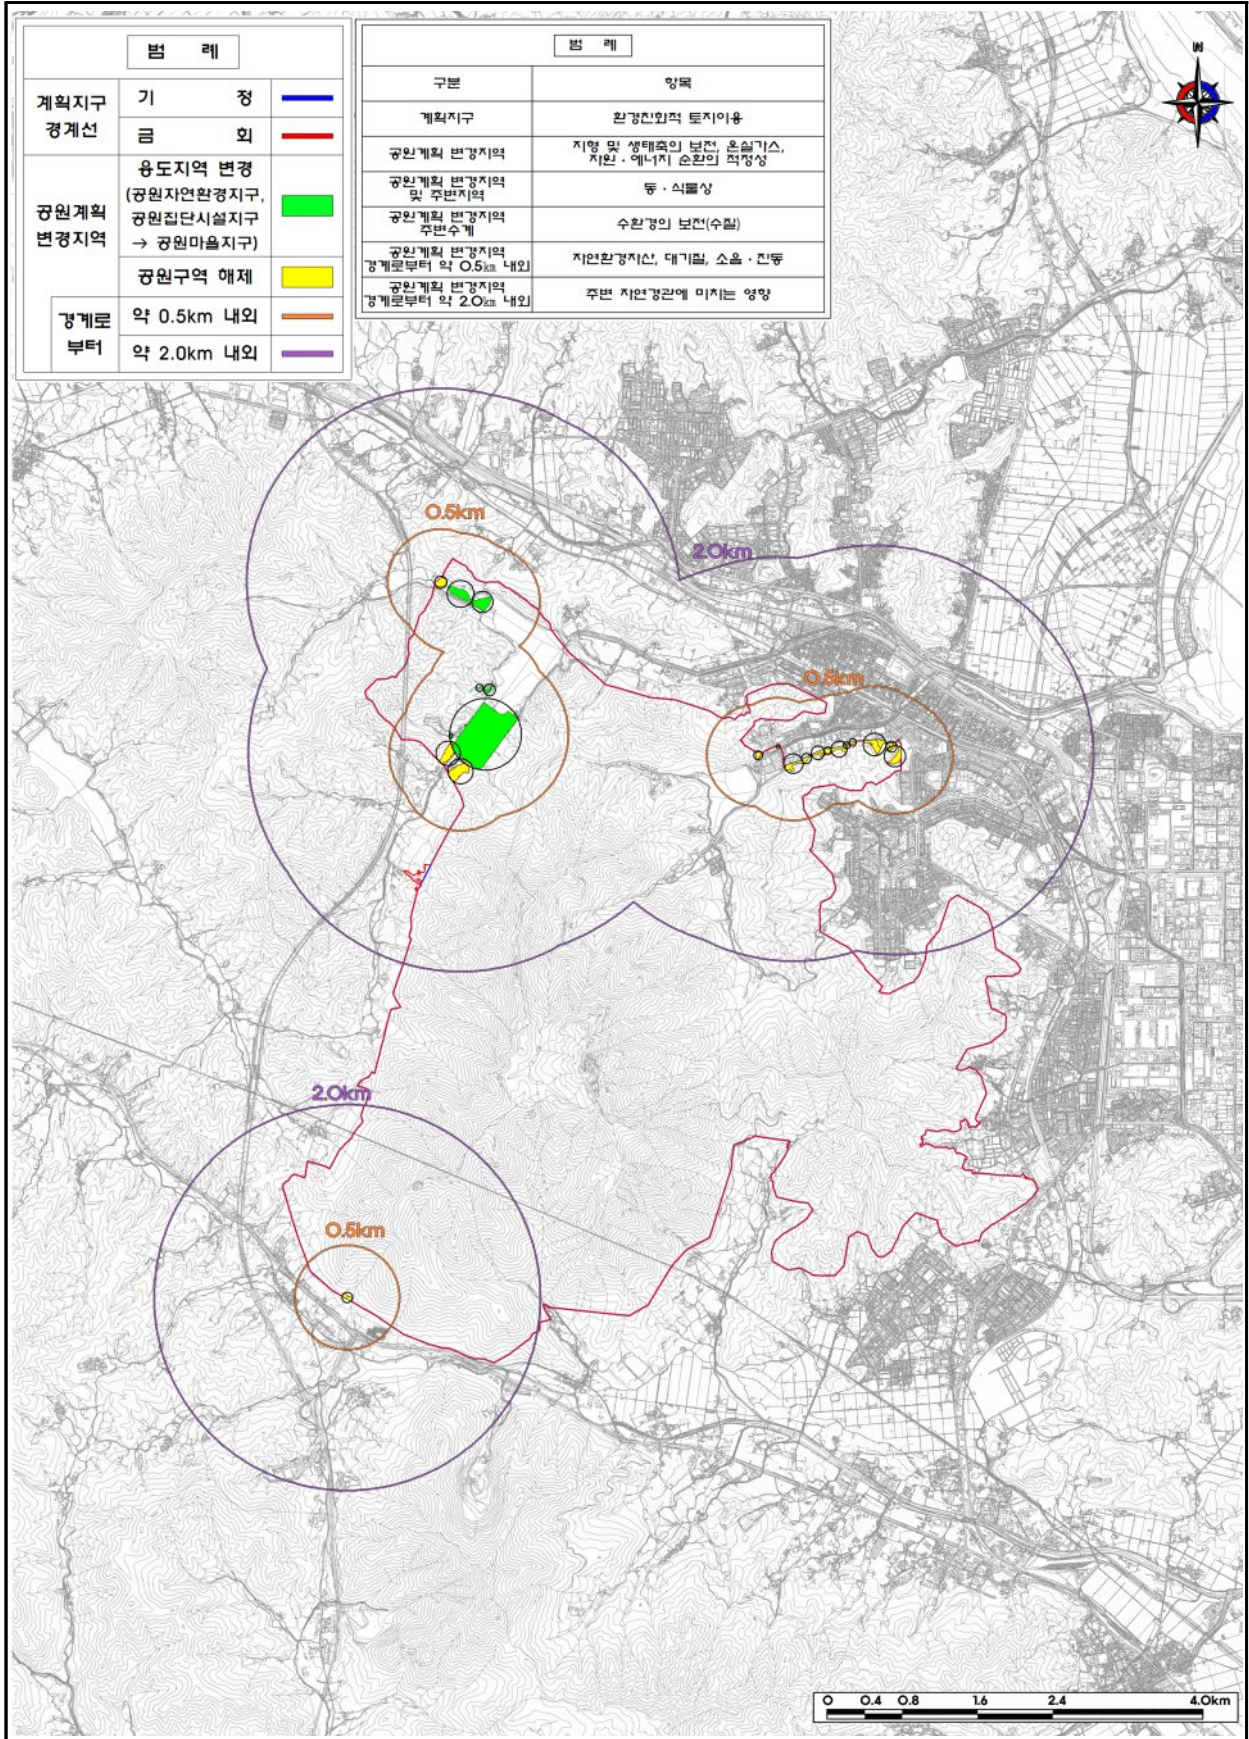 범 례
계획지구
경계선
기 정
금 회
공원계획
변경지역
용도지역 변경
(공원자연환경지구,
공원집단시설지구
→ 공원마을지구)
공원구역 해제
경계로
부터
약 0.5km 내외
약 2.0km 내외
범 례
구분
항목
계획지구
환경친화적 토지이용
공원계획 변경지역
지형 및 생태축의 보전, 온실가스,
자원·에너지 순환의 적정성
공원계획 변경지역
및 주변지역
동·식물상
공원계획 변경지역
주변수계
수환경의 보전(수질)
공원계획 변경지역
경계로부터 약 0.5㎞ 내외
자연환경자산, 대기질, 소음·진동
공원계획 변경지역
경계로부터 약 2.0㎞ 내외
주변 자연경관에 미치는 영향
N
0.5km
2.0km
0.5km
2.0km
0.5km
0 0.4 0.8 1.6 2.4 4.0km